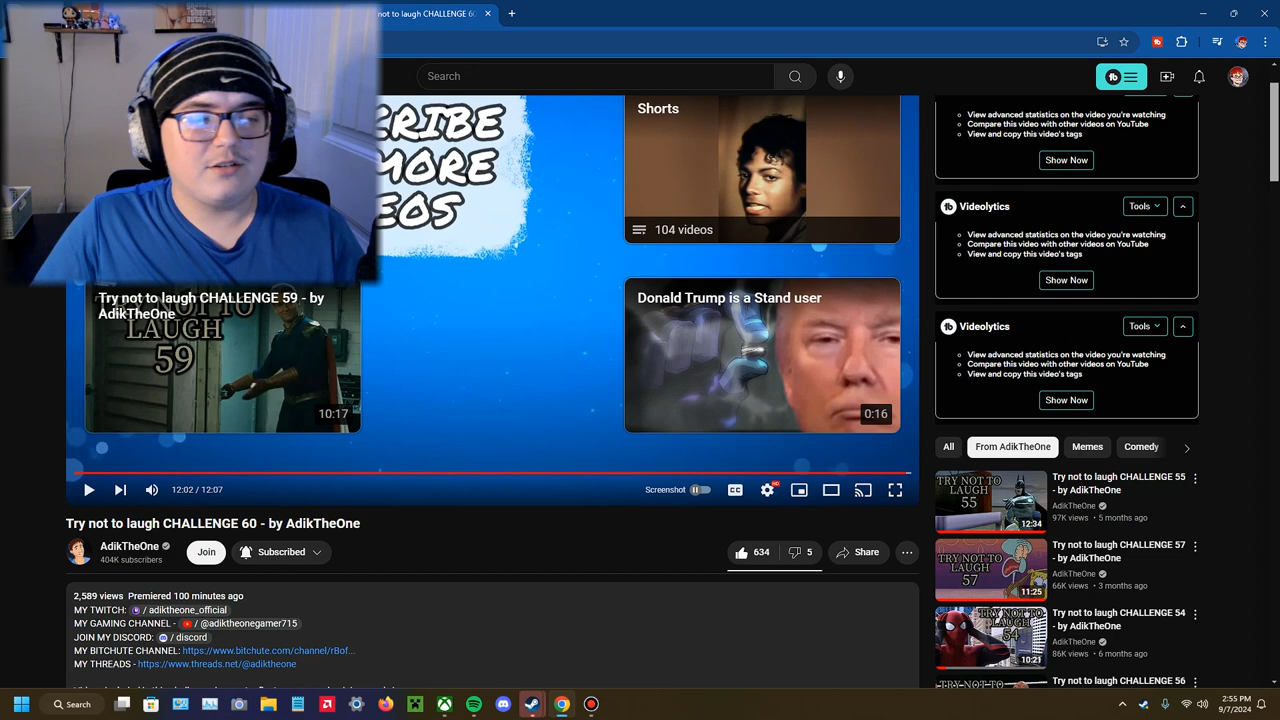 not to laugh CHALLENGE 60
Search
CRIBE
MORE
EOS
Shorts
104 videos
Try not to laugh CHALLENGE 59 - by
AdikTheOne
TRY NOT TO
LAUGH
59
10:17
Donald Trump is a Stand user
0:16
12:02 / 12:07
Screenshot
CC
HD
Try not to laugh CHALLENGE 60 - by AdikTheOne
AdikTheOne
404K subscribers
Join
Subscribed
634
5
Share
2,589 views Premiered 100 minutes ago
MY TWITCH: / adiktheone_official
MY GAMING CHANNEL - / @adiktheonegamer715
JOIN MY DISCORD: / discord
MY BITCHUTE CHANNEL: https://www.bitchute.com/channel/rBof...
MY THREADS - https://www.threads.net/@adiktheone
View advanced statistics on the video you're watching
Compare this video with other videos on YouTube
View and copy this video's tags
Show Now
Videolytics
Tools
View advanced statistics on the video you're watching
Compare this video with other videos on YouTube
View and copy this video's tags
Show Now
Videolytics
Tools
View advanced statistics on the video you're watching
Compare this video with other videos on YouTube
View and copy this video's tags
Show Now
All
From AdikTheOne
Memes
Comedy
TRY NOT TO
LAUGH
55
12:34
Try not to laugh CHALLENGE 55
- by AdikTheOne
AdikTheOne
97K views • 5 months ago
TRY NOT TO
LAUGH
57
11:25
Try not to laugh CHALLENGE 57
- by AdikTheOne
AdikTheOne
66K views • 3 months ago
TRY NOT TO
LAUGH
54
10:21
Try not to laugh CHALLENGE 54
- by AdikTheOne
AdikTheOne
86K views • 6 months ago
Try not to laugh CHALLENGE 56
Search
2:55 PM
9/7/2024